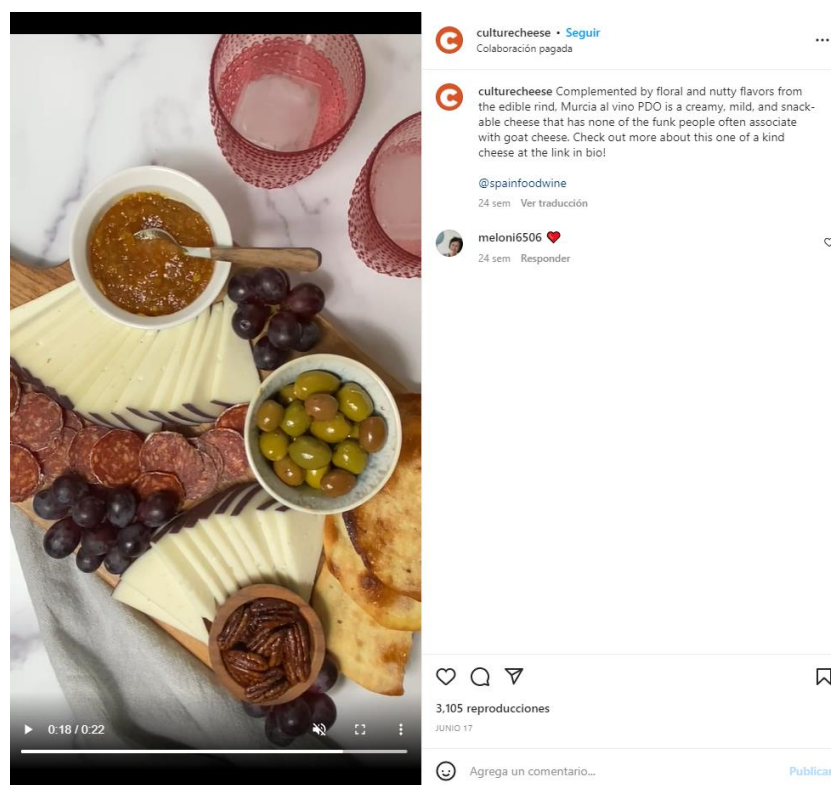 culturecheese • Seguir
Colaboración pagada
culturecheese Complemented by floral and nutty flavors from
the edible rind, Murcia al vino PDO is a creamy, mild, and snack-
able cheese that has none of the funk people often associate
with goat cheese. Check out more about this one of a kind
cheese at the link in bio!
@spainfoodwine
24 sem Ver traducción
meloni6506 ❤️
24 sem Responder
0:18 / 0:22
3,105 reproducciones
JUNIO 17
Agrega un comentario... Publicar